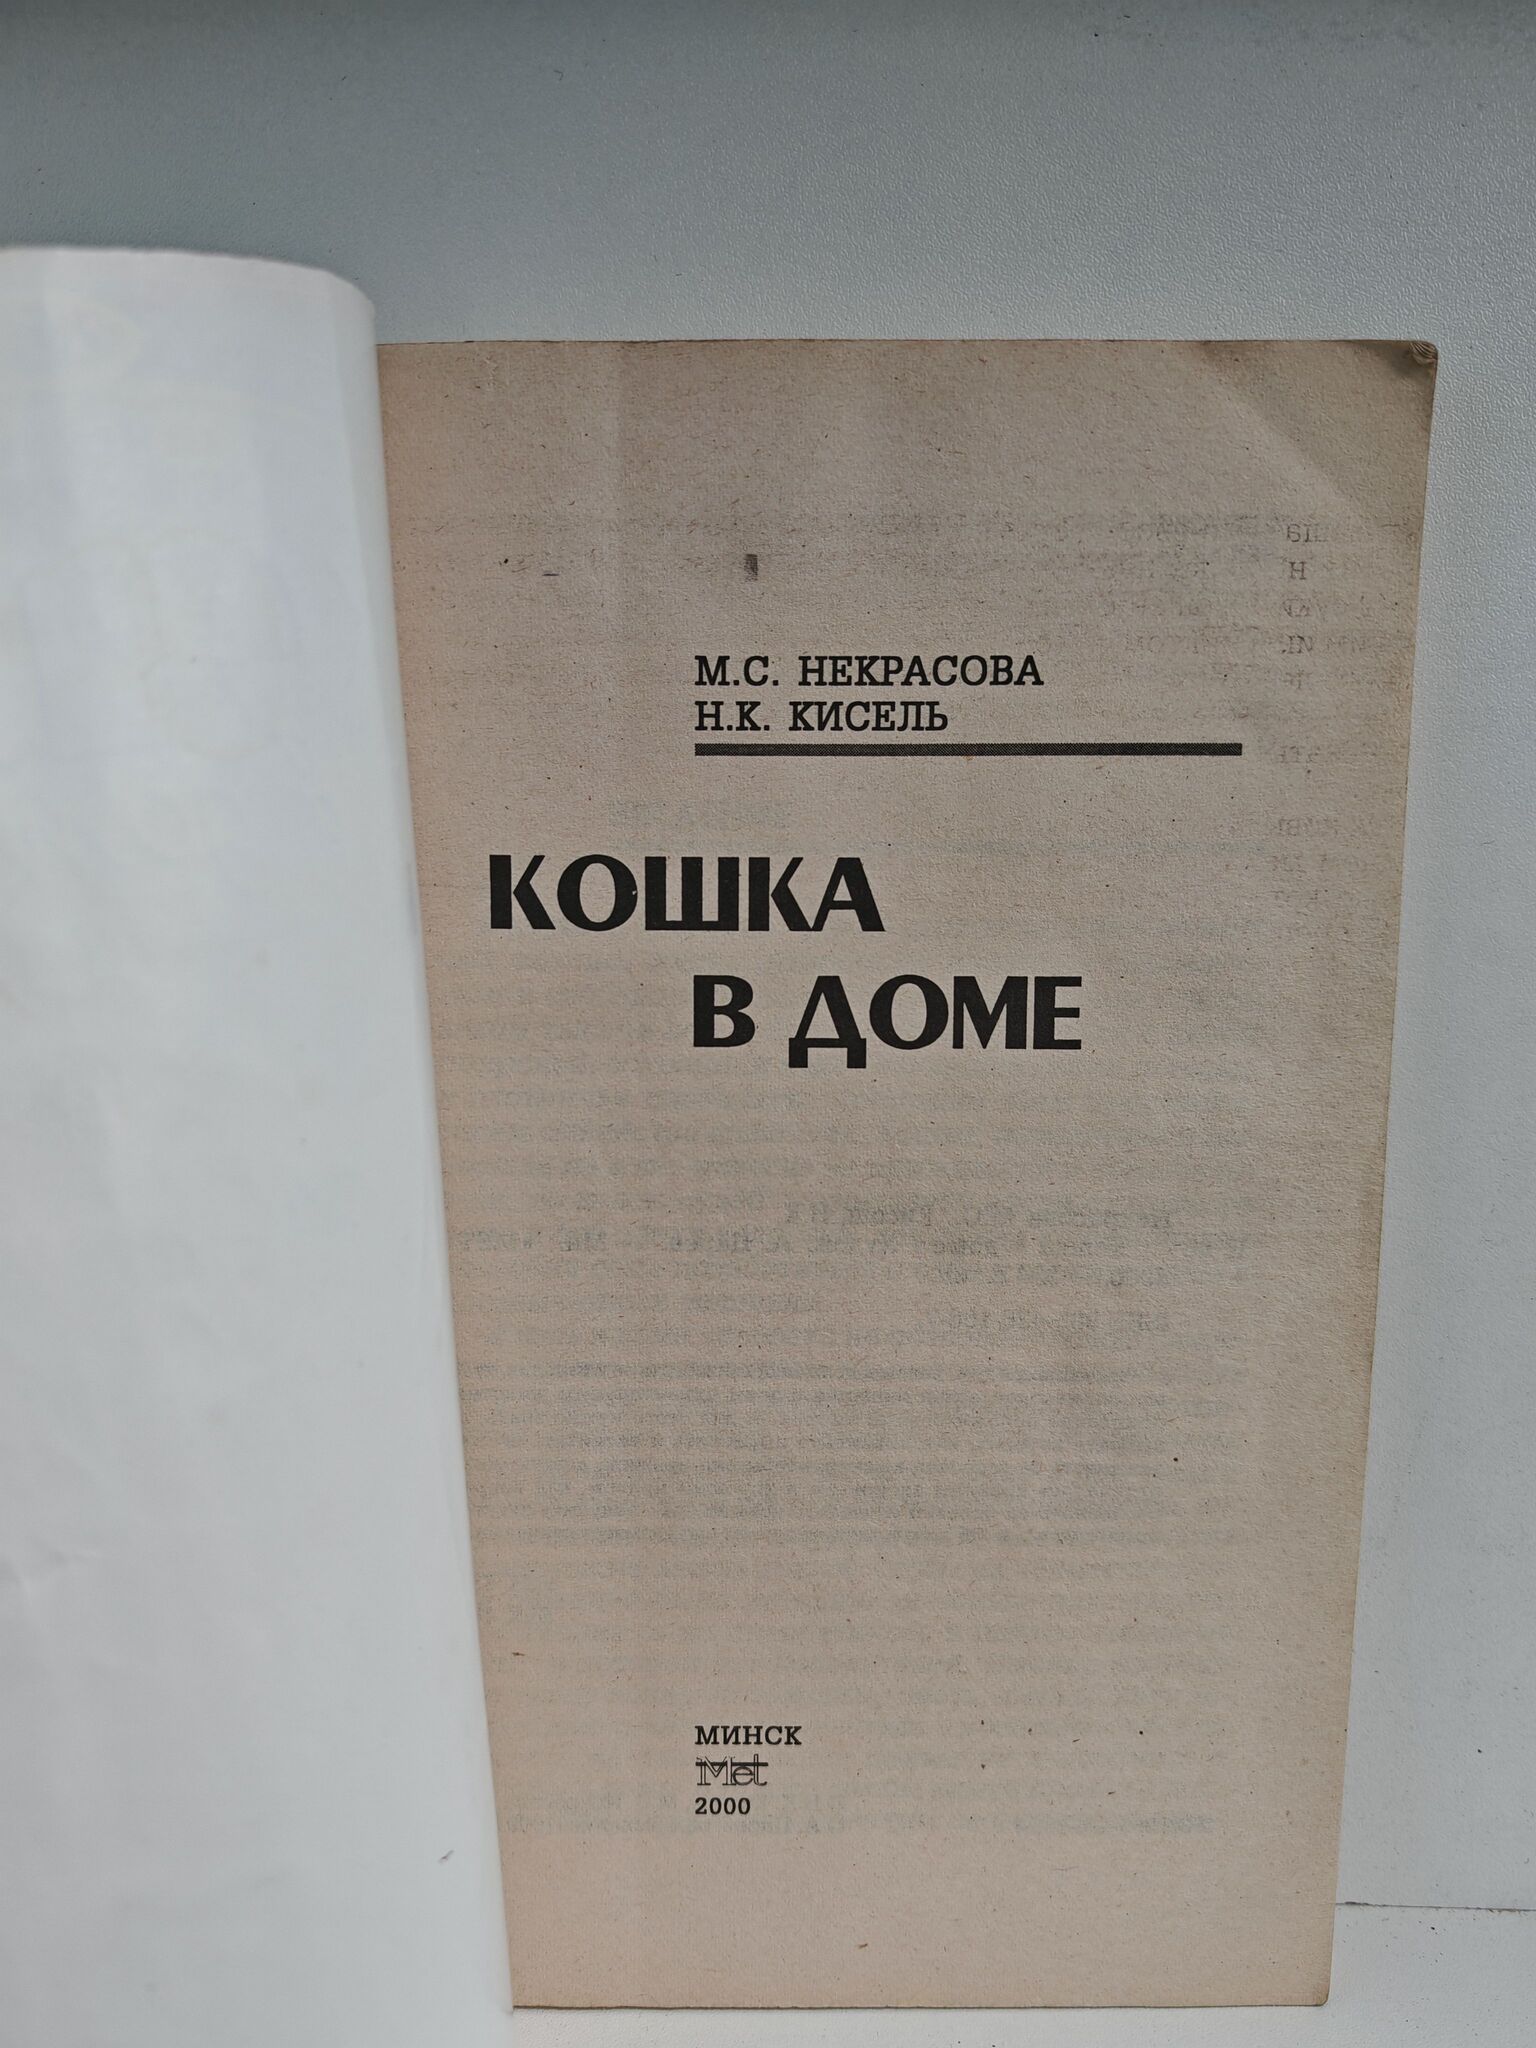 М.С. НЕКРАСОВА
Н.К. КИСЕЛЬ
КОШКА
В ДОМЕ
МИНСК
Met
2000